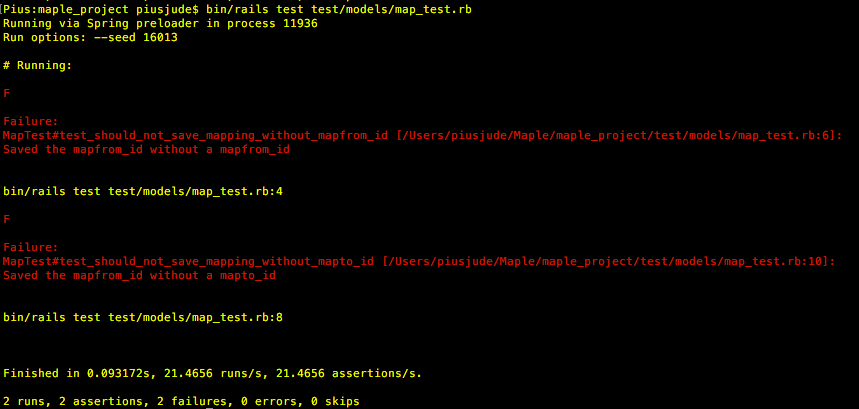 [Pius:maple_project piusjude$ bin/rails test test/models/map_test.rb
Running via Spring preloader in process 11936
Run options: --seed 16013
# Running:
F
Failure:
MapTest#test_should_not_save_mapping_without_mapfrom_id [/Users/piusjude/Maple/maple_project/test/models/map_test.rb:6]:
Saved the mapfrom_id without a mapfrom_id
bin/rails test test/models/map_test.rb:4
F
Failure:
MapTest#test_should_not_save_mapping_without_mapto_id [/Users/piusjude/Maple/maple_project/test/models/map_test.rb:10]:
Saved the mapfrom_id without a mapto_id
bin/rails test test/models/map_test.rb:8
Finished in 0.093172s, 21.4656 runs/s, 21.4656 assertions/s.
2 runs, 2 assertions, 2 failures, 0 errors, 0 skips